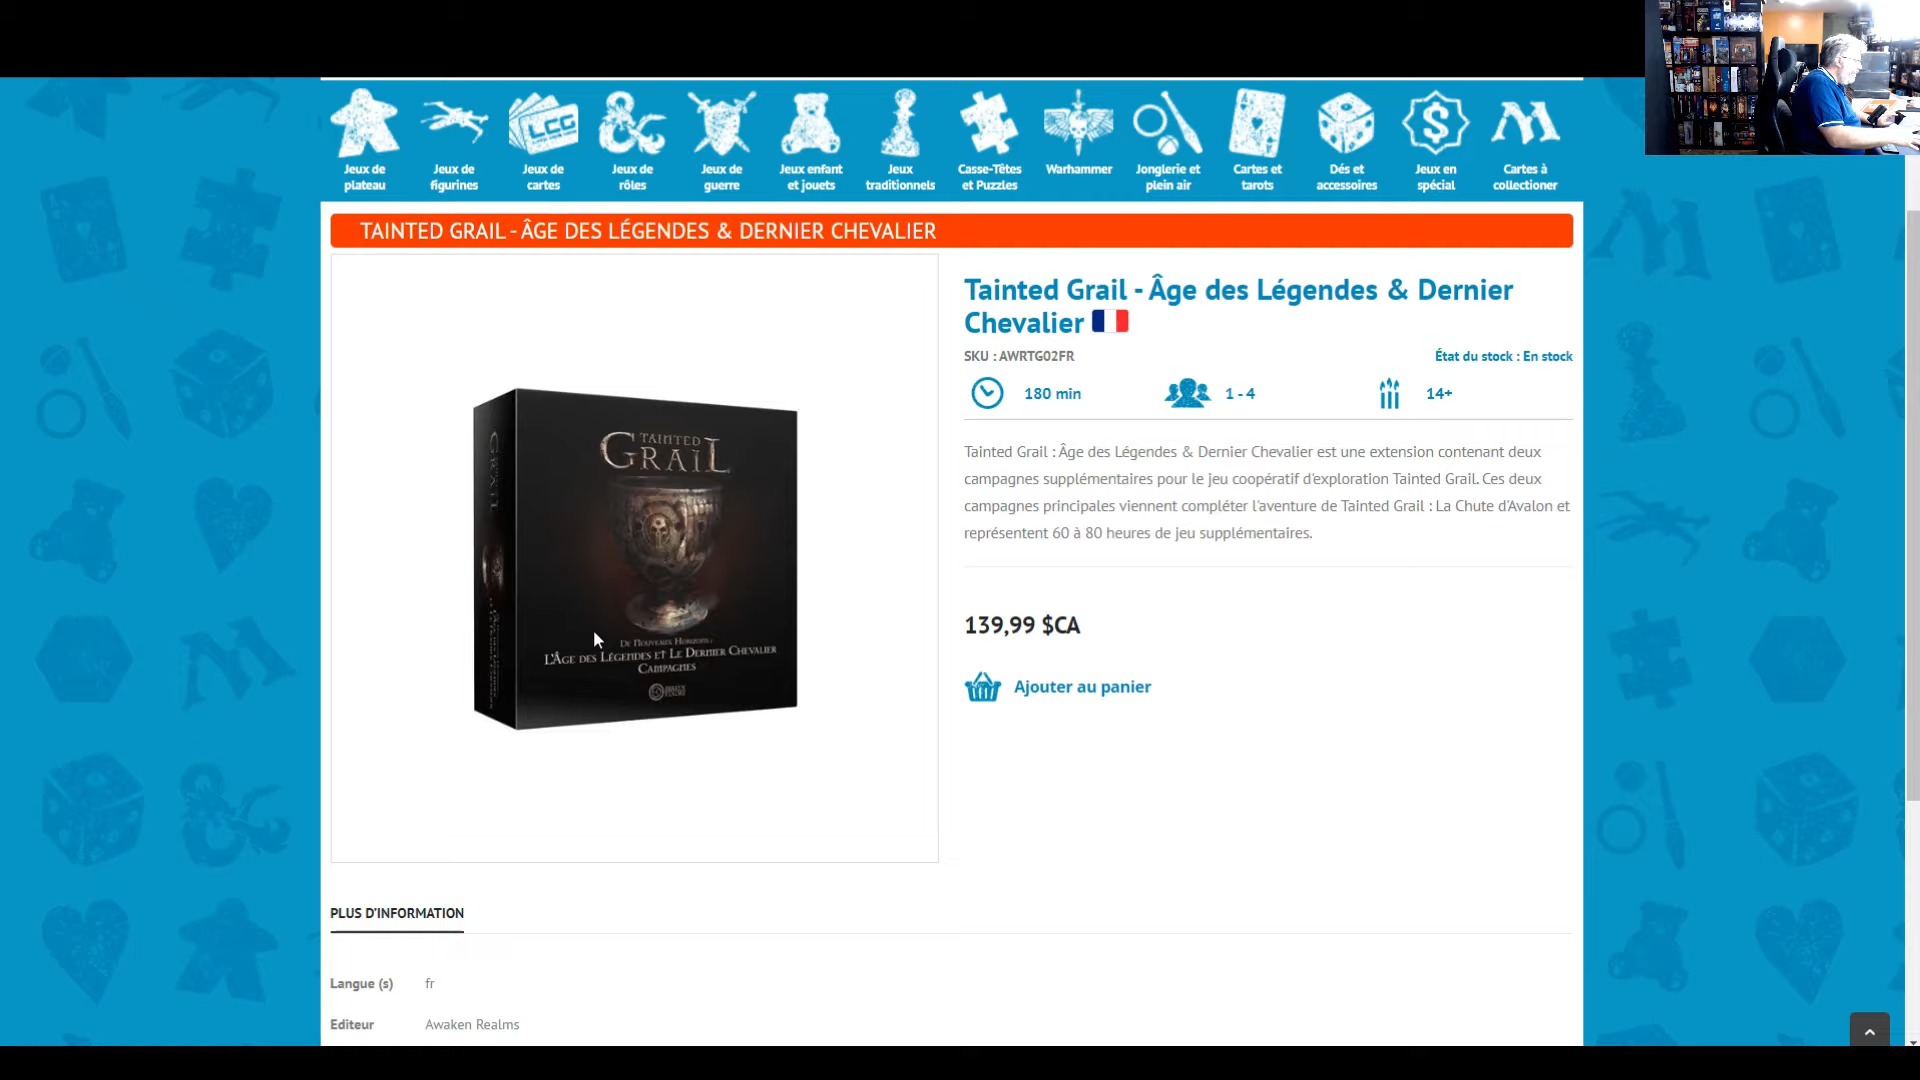 Jeux de
plateau
Jeux de
figurines
LCG
Jeux de
cartes
Jeux de
rôles
Jeux de
guerre
Jeux enfant
et jouets
Jeux
traditionnels
Casse-Têtes
et Puzzles
Warhammer
Jonglerie et
plein air
Cartes et
tarots
Dés et
accessoires
Jeux en
spécial
Cartes à
collectioner
TAINTED GRAIL - ÂGE DES LÉGENDES & DERNIER CHEVALIER
TAINTED
GRAIL
DE NOUVEAUX HORIZONS :
L'ÂGE DES LÉGENDES ET LE DERNIER CHEVALIER
CAMPAGNES
Tainted Grail - Âge des Légendes & Dernier
Chevalier
SKU : AWRTG02FR
État du stock : En stock
180 min
1 - 4
14+
Tainted Grail : Âge des Légendes & Dernier Chevalier est une extension contenant deux
campagnes supplémentaires pour le jeu coopératif d'exploration Tainted Grail. Ces deux
campagnes principales viennent compléter l'aventure de Tainted Grail : La Chute d'Avalon et
représentent 60 à 80 heures de jeu supplémentaires.
139,99 $CA
Ajouter au panier
PLUS D'INFORMATION
Langue (s) fr
Editeur Awaken Realms